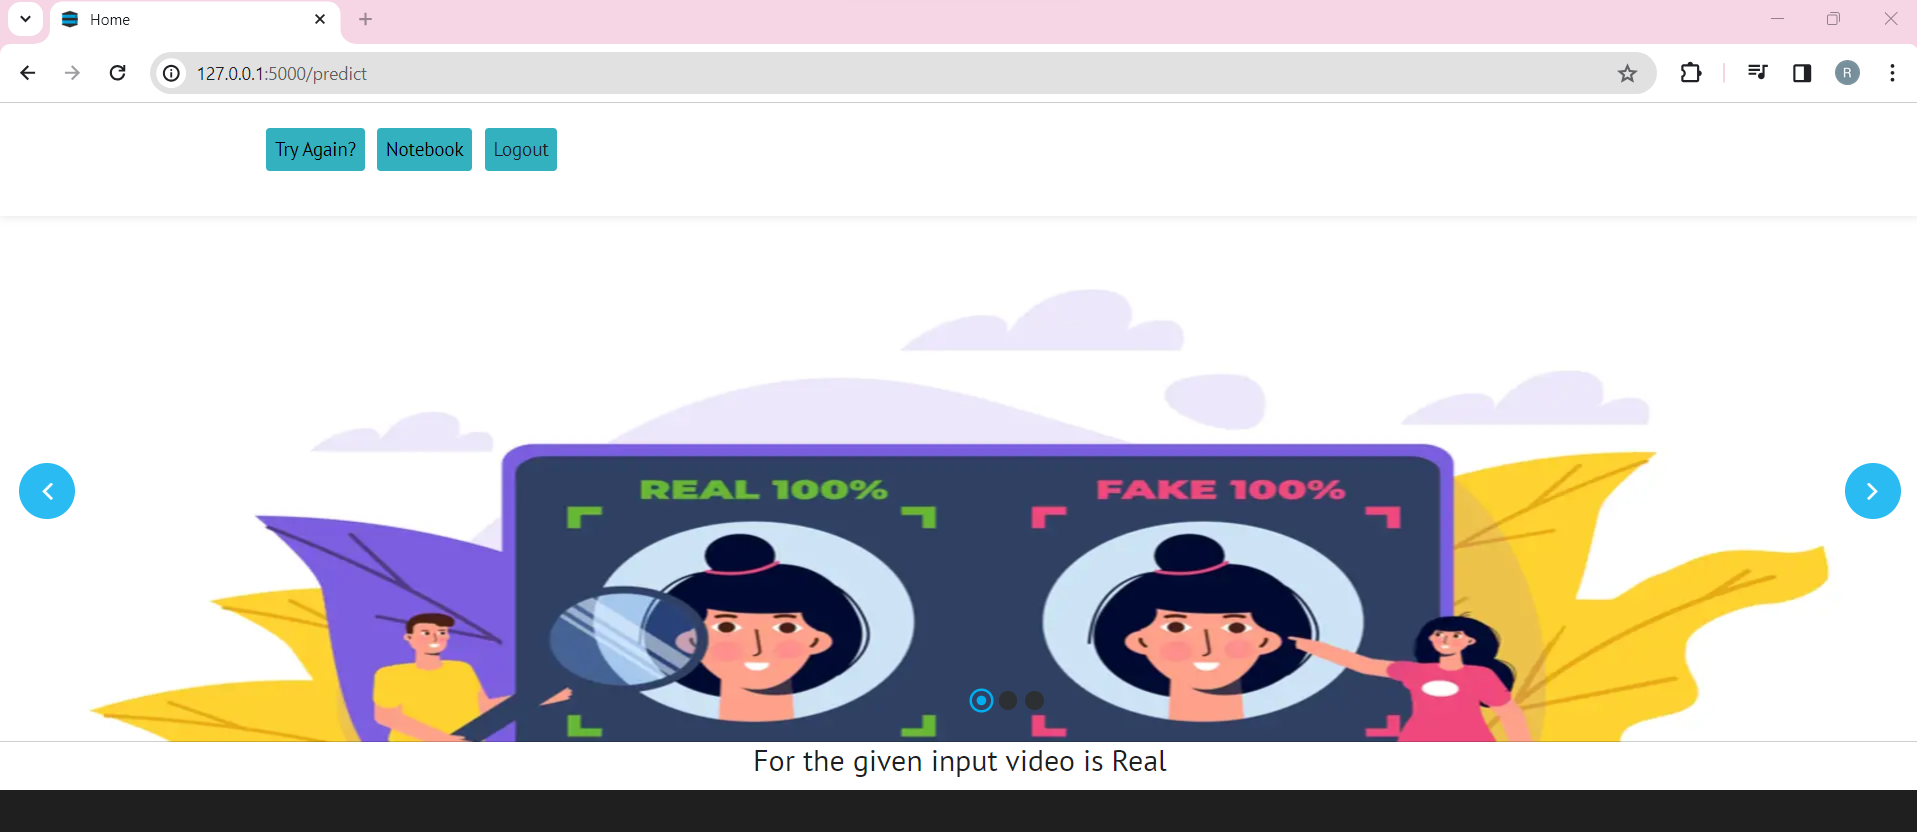 Home
127.0.0.1:5000/predict
R
Try Again? Notebook Logout
REAL 100% FAKE 100%
For the given input video is Real